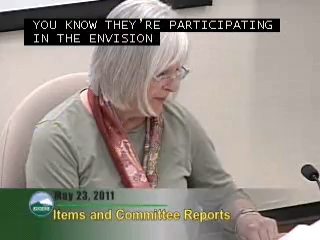 YOU KNOW THEY'RE PARTICIPATING
IN THE ENVISION
May 23, 2011
Items and Committee Reports